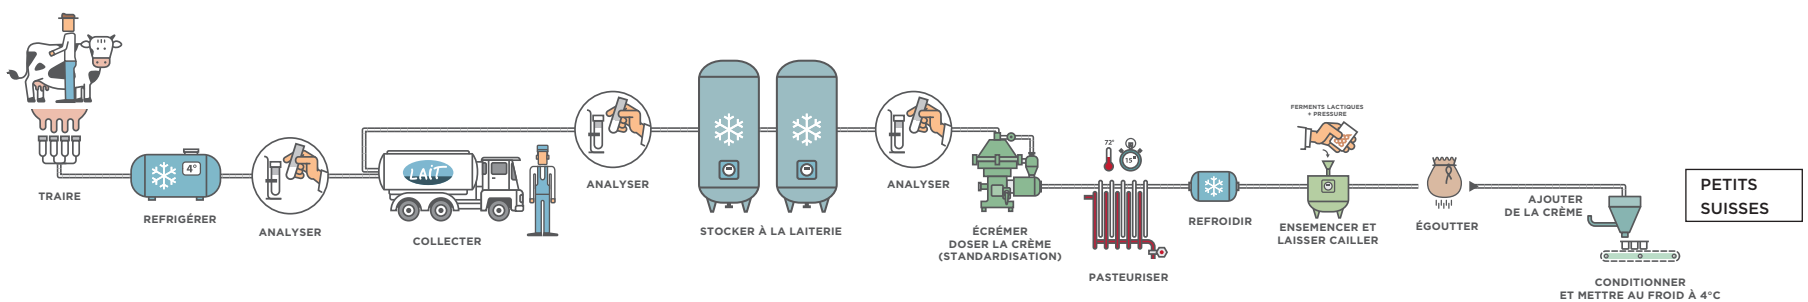 TRAIRE
4°
REFRIGÉRER
ANALYSER
LAIT
COLLECTER
ANALYSER
STOCKER À LA LAITERIE
ANALYSER
ÉCRÉMER
DOSER LA CRÈME
(STANDARDISATION)
72°
15"
PASTEURISER
REFROIDIR
FERMENTS LACTIQUES
+ PRESSURE
ENSEMENCER ET
LAISSER CAILLER
ÉGOUTTER
AJOUTER
DE LA CRÈME
CONDITIONNER
ET METTRE AU FROID À 4°C
PETITS
SUISSES